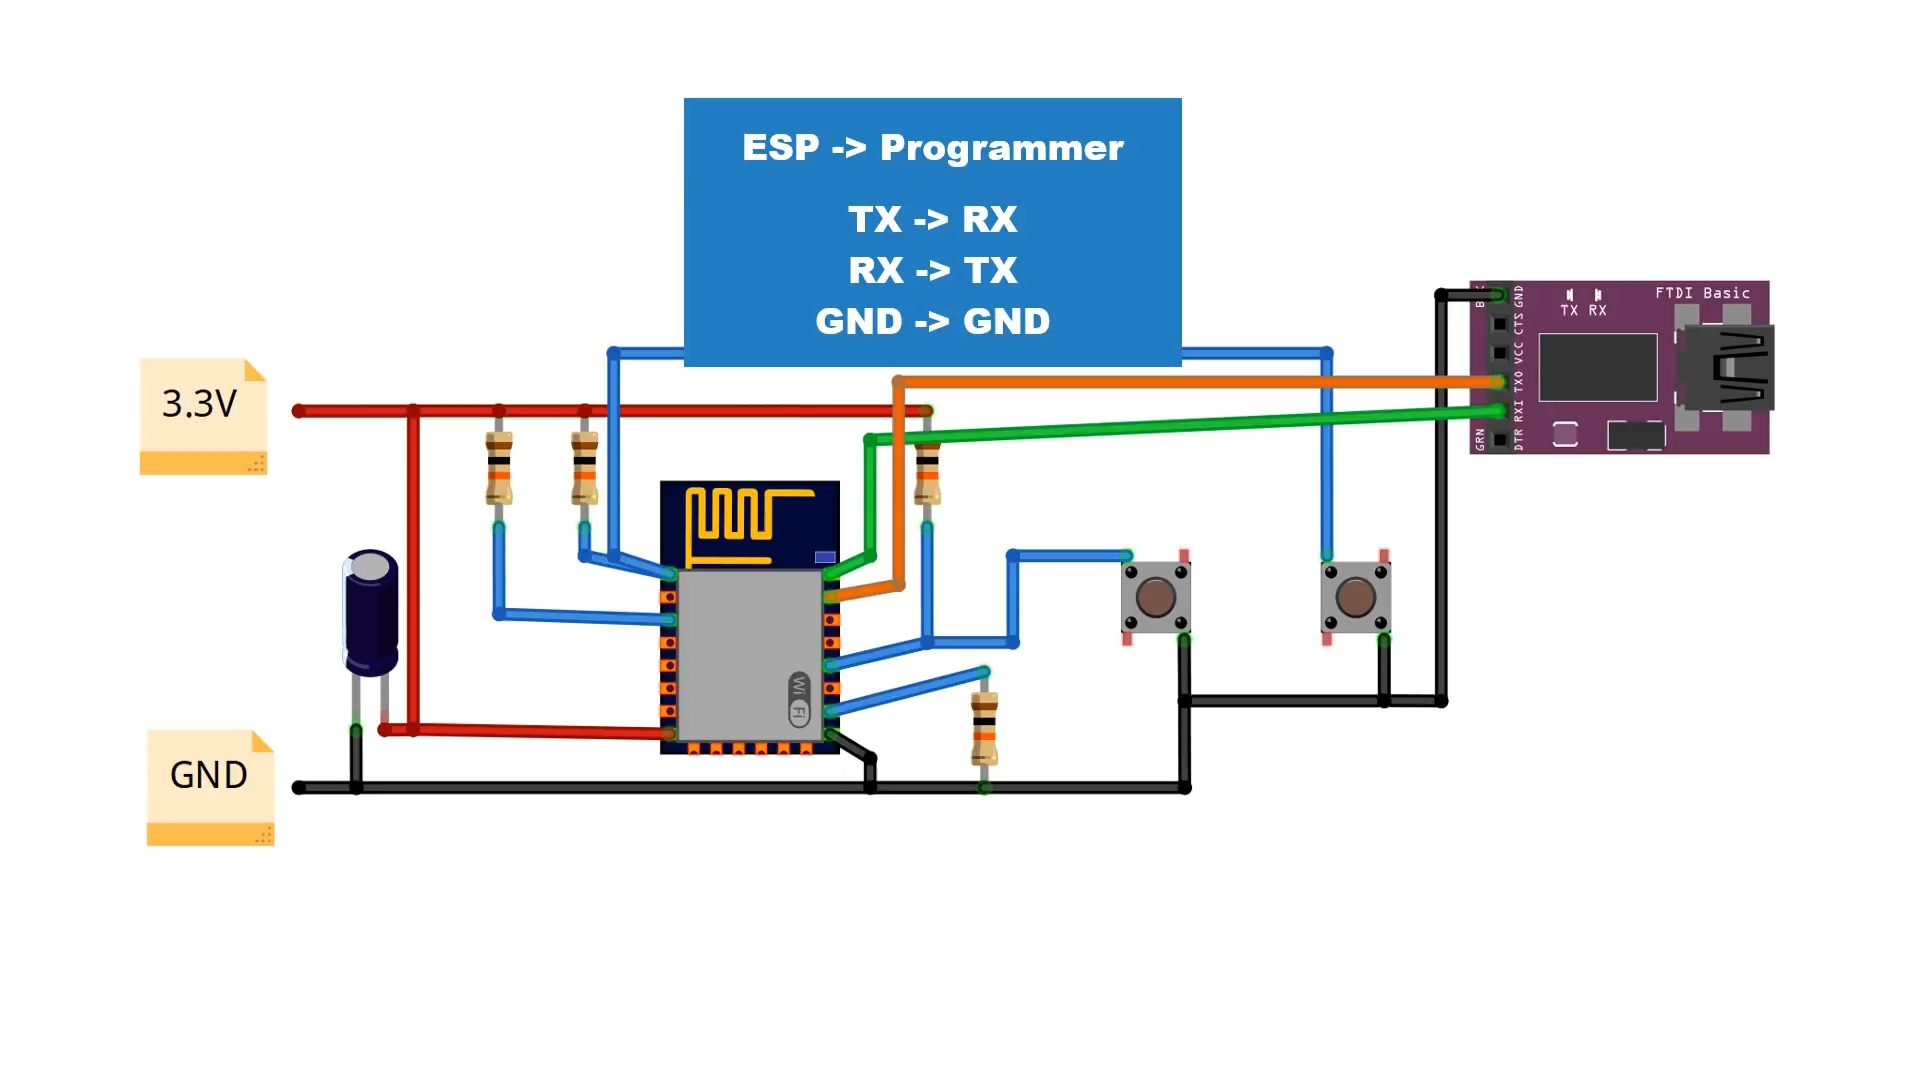 ESP -> Programmer
TX -> RX
RX -> TX
GND -> GND
3.3V
GND
FTDI Basic
TX RX
GND
CTS
VCC
TXO
RXI
DTR
GRN
WiFi